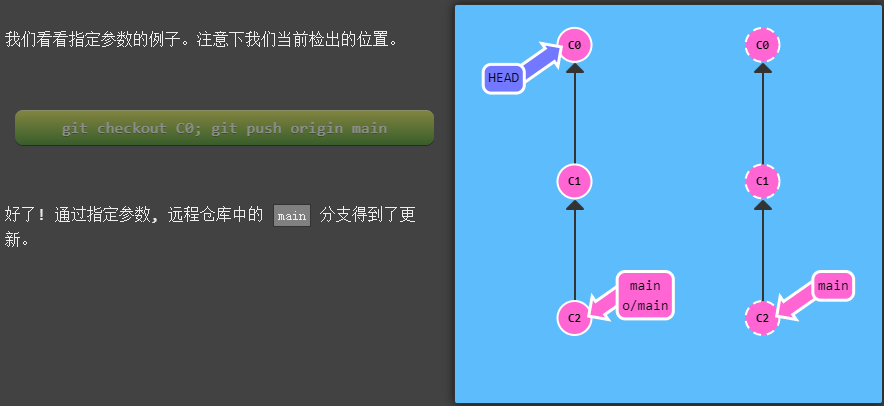 我们看看指定参数的例子。注意下我们当前检出的位置。
git checkout C0; git push origin main
好了! 通过指定参数, 远程仓库中的 main 分支得到了更
新。
C0
C0
HEAD
C1
C1
main
o/main
main
C2
C2